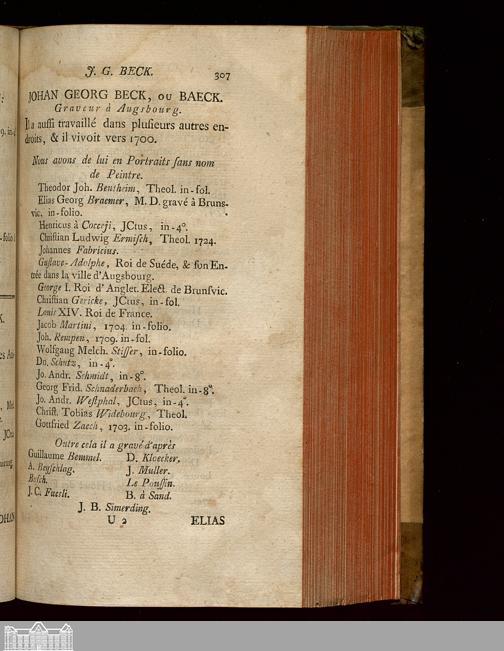 J. G. BECK. 307
JOHAN GEORG BECK, OU BAECK.
Graveur à Augsbourg.
Il a aussi travaillé dans plusieurs autres en-
droits, & il vivoit vers 1700.
Nous avons de lui en Portraits sans nom
de Peintre.
Theodor Joh. Bentheim, Theol. in-fol.
Elias Georg Braemer, M. D. gravé à Bruns-
vic, in-folio.
Henricus à Cocceji, JCtus, in-4°.
Christian Ludwig Ermisch, Theol. 1724.
Johannes Fabricius.
Gustave-Adolphe, Roi de Suéde, & son En-
trée dans la ville d'Augsbourg.
George I. Roi d'Anglet. Elect. de Brunsvic.
Christian Gericke, JCtus, in-fol.
Louis XIV. Roi de France.
Jacob Martini, 1704. in-folio.
Joh. Rempen, 1709. in-fol.
Wolfgang Melch. Stisser, in-folio.
Dn. Schutz, in-4°.
Jo. Andr. Schmidt, in-8°.
Georg Frid. Schnaderbach, Theol. in-8°.
Jo. Andr. Westphal, JCtus, in-4°.
Christ. Tobias Widebourg, Theol.
Gottfried Zaech, 1703. in-folio.
Outre cela il a gravé d'après
Guillaume Bemmel. D. Kloecker.
A. Beyschlag. J. Muller.
Bosch. Le Poussin.
J. C. Fuesli. B. à Sand.
J. B. Simerding.
U 2 ELIAS